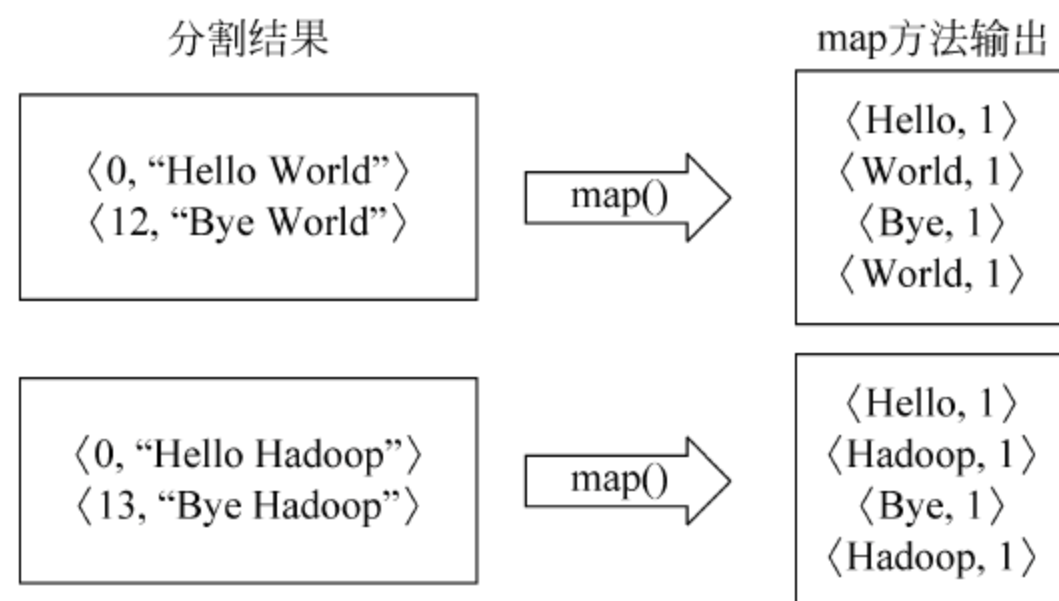 分割结果
map方法输出
〈0, “Hello World”〉
〈12, “Bye World”〉
map()
〈Hello, 1〉
〈World, 1〉
〈Bye, 1〉
〈World, 1〉
〈0, “Hello Hadoop”〉
〈13, “Bye Hadoop”〉
map()
〈Hello, 1〉
〈Hadoop, 1〉
〈Bye, 1〉
〈Hadoop, 1〉